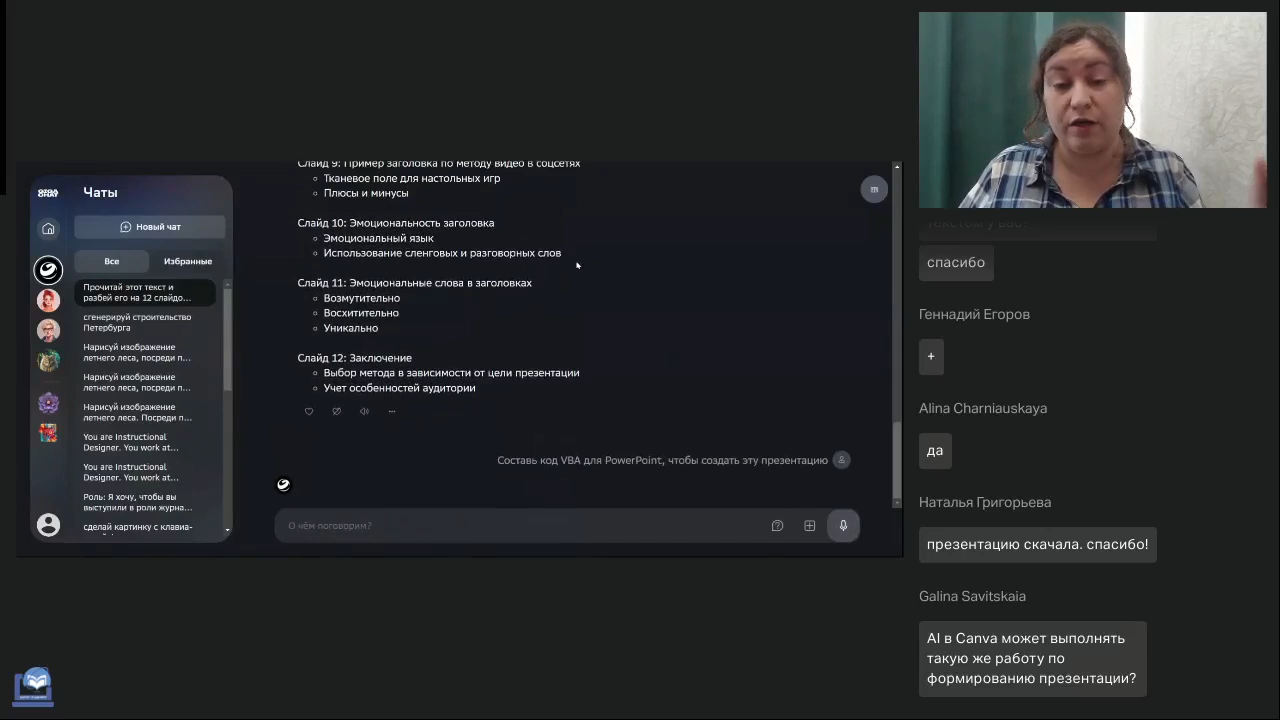 Чаты
Новый чат
Все
Избранные
Прочитай этот текст и
разбей его на 12 слайдо...
сгенерируй строительство
Петербурга
Нарисуй изображение
летнего леса, посреди п...
Нарисуй изображение
летнего леса, посреди п...
Нарисуй изображение
летнего леса. Посреди п...
You are Instructional
Designer. You work at...
You are Instructional
Designer. You work at...
Роль: Я хочу, чтобы вы
выступили в роли журна...
сделай картинку с клавиа-
Слайд 9: Пример заголовка по методу видео в соцсетях
Тканевое поле для настольных игр
Плюсы и минусы
Слайд 10: Эмоциональность заголовка
Эмоциональный язык
Использование сленговых и разговорных слов
Слайд 11: Эмоциональные слова в заголовках
Возмутительно
Восхитительно
Уникально
Слайд 12: Заключение
Выбор метода в зависимости от цели презентации
Учет особенностей аудитории
Составь код VBA для PowerPoint, чтобы создать эту презентацию
О чём поговорим?
спасибо
Геннадий Егоров
+
Alina Charniauskaya
да
Наталья Григорьева
презентацию скачала. спасибо!
Galina Savitskaia
AI в Canva может выполнять
такую же работу по
формированию презентации?